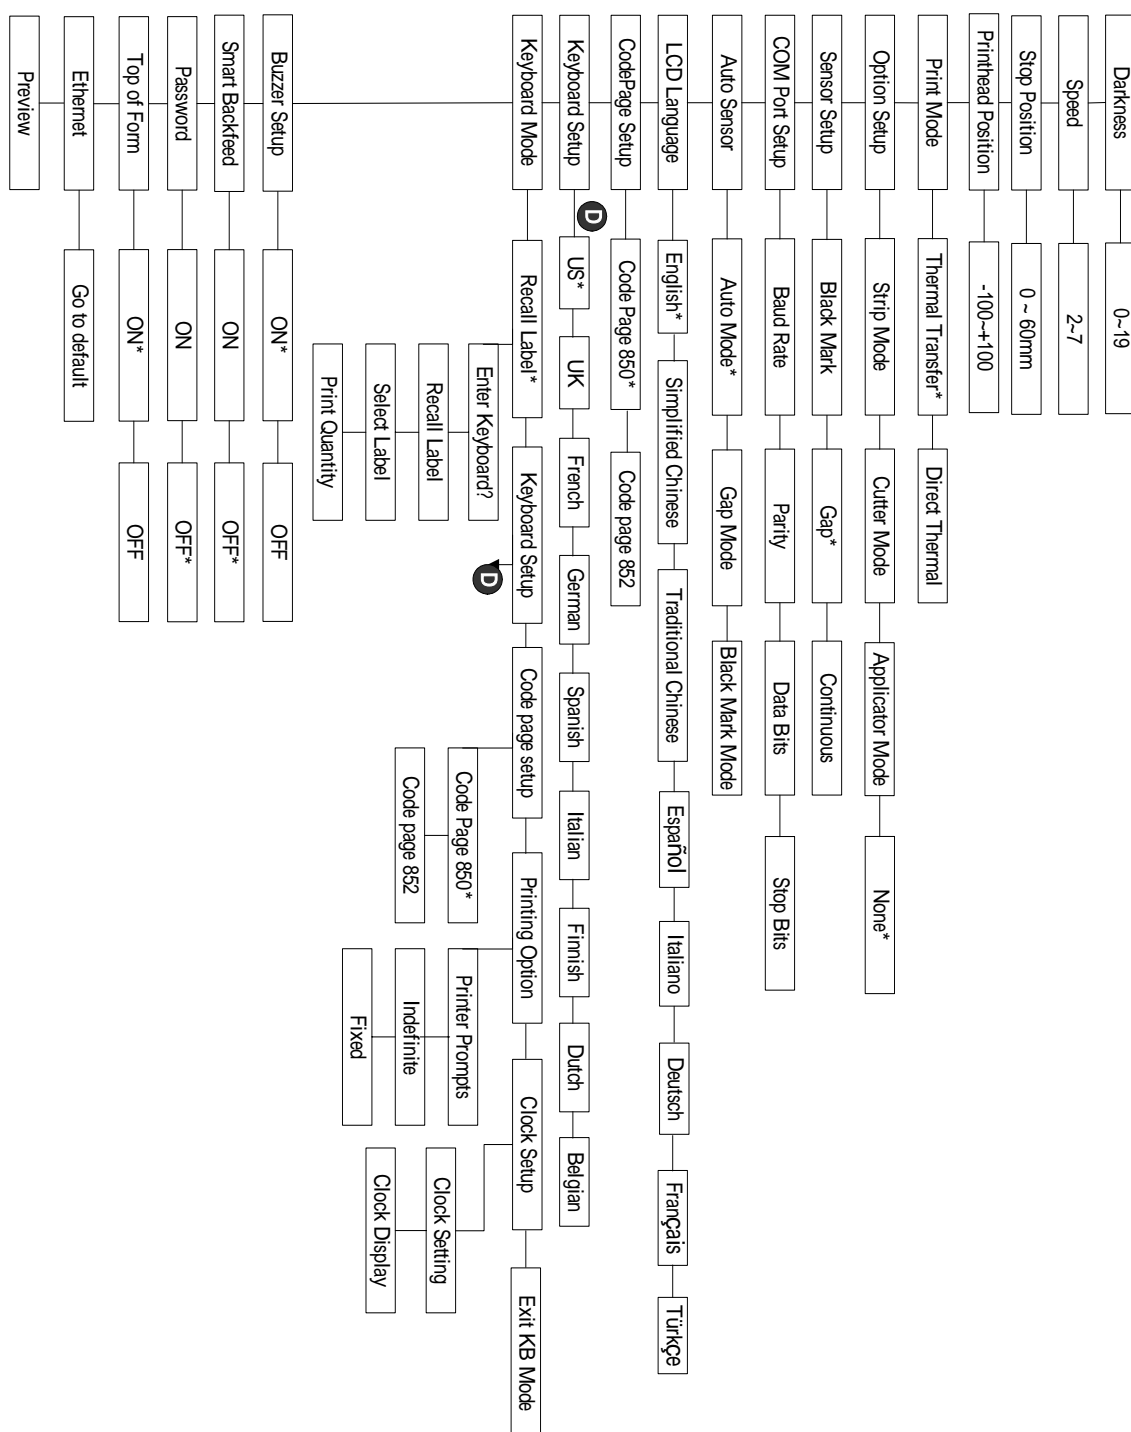 Darkness
0~19
Speed
2~7
Stop Position
0 ~ 60mm
Printhead Position
-100~+100
Print Mode
Thermal Transfer*
Direct Thermal
Option Setup
Strip Mode
Cutter Mode
Applicator Mode
None*
Sensor Setup
Black Mark
Gap*
Continuous
COM Port Setup
Baud Rate
Parity
Data Bits
Stop Bits
Auto Sensor
Auto Mode*
Gap Mode
Black Mark Mode
LCD Language
English*
Simplified Chinese
Traditional Chinese
Español
Italiano
Deutsch
Français
Türkçe
CodePage Setup
Code Page 850*
Code page 852
Keyboard Setup
D
US*
UK
French
German
Spanish
Italian
Finnish
Dutch
Belgian
Keyboard Mode
Recall Label*
Keyboard Setup
Code page setup
Printing Option
Clock Setup
Exit KB Mode
D
Enter Keyboard?
Recall Label
Select Label
Print Quantity
Code Page 850*
Code page 852
Printer Prompts
Indefinite
Fixed
Clock Setting
Clock Display
Buzzer Setup
ON*
OFF
Smart Backfeed
ON
OFF*
Password
ON
OFF*
Top of Form
ON*
OFF
Ethernet
Go to default
Preview